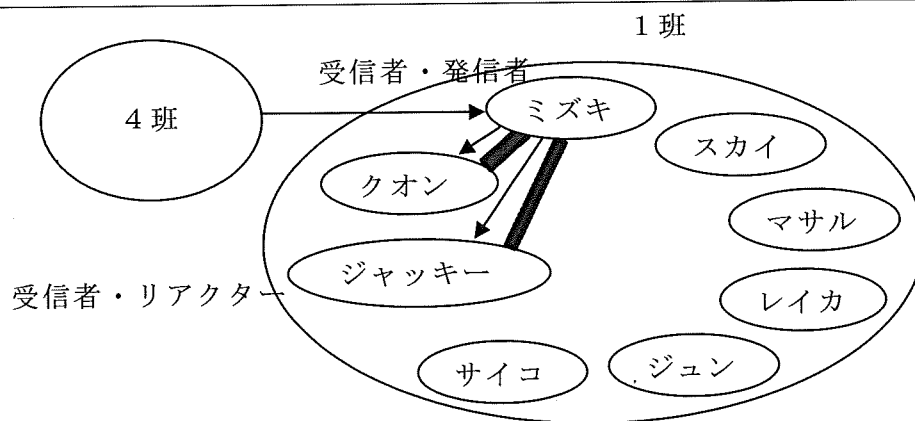 1班
受信者・発信者
4班
ミズキ
スカイ
クオン
マサル
ジャッキー
受信者・リアクター
レイカ
サイコ
ジュン